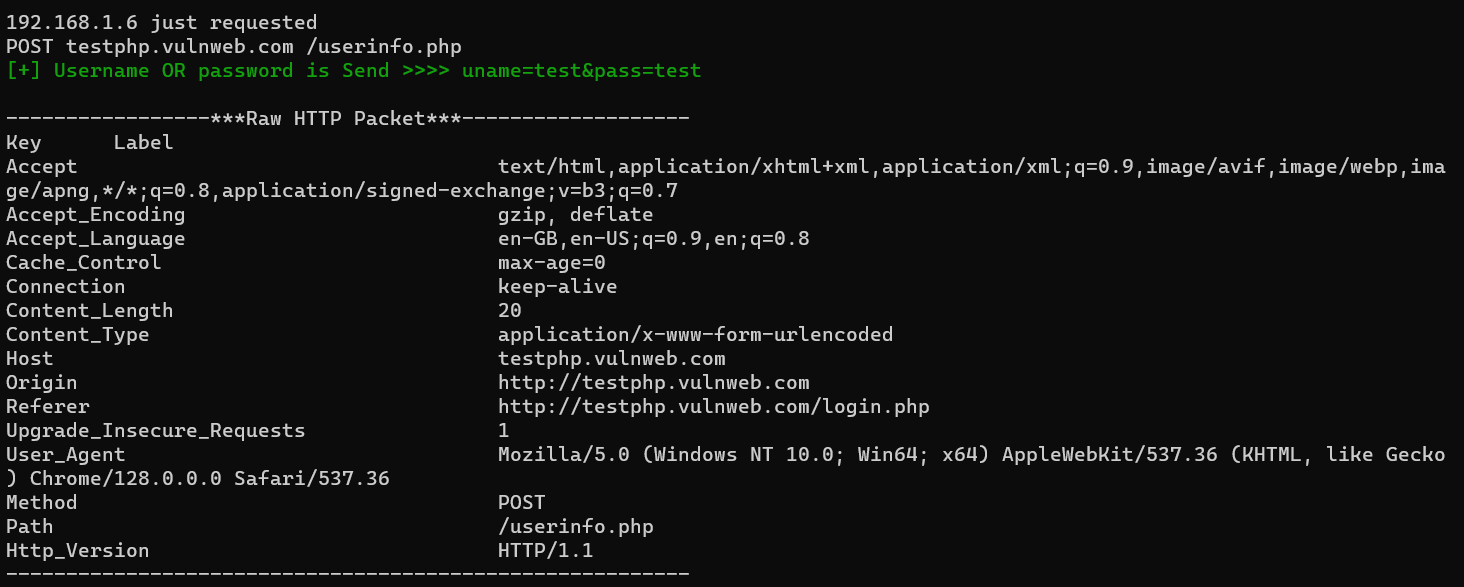 192.168.1.6 just requested
POST testphp.vulnweb.com /userinfo.php
[+] Username OR password is Send >>>> uname=test&pass=test
-----------------***Raw HTTP Packet***-------------------
Key      Label
Accept                                   text/html,application/xhtml+xml,application/xml;q=0.9,image/avif,image/webp,ima
ge/apng,*/*;q=0.8,application/signed-exchange;v=b3;q=0.7
Accept_Encoding                          gzip, deflate
Accept_Language                          en-GB,en-US;q=0.9,en;q=0.8
Cache_Control                            max-age=0
Connection                               keep-alive
Content_Length                           20
Content_Type                             application/x-www-form-urlencoded
Host                                     testphp.vulnweb.com
Origin                                   http://testphp.vulnweb.com
Referer                                  http://testphp.vulnweb.com/login.php
Upgrade_Insecure_Requests                1
User_Agent                               Mozilla/5.0 (Windows NT 10.0; Win64; x64) AppleWebKit/537.36 (KHTML, like Gecko
) Chrome/128.0.0.0 Safari/537.36
Method                                   POST
Path                                     /userinfo.php
Http_Version                             HTTP/1.1
---------------------------------------------------------